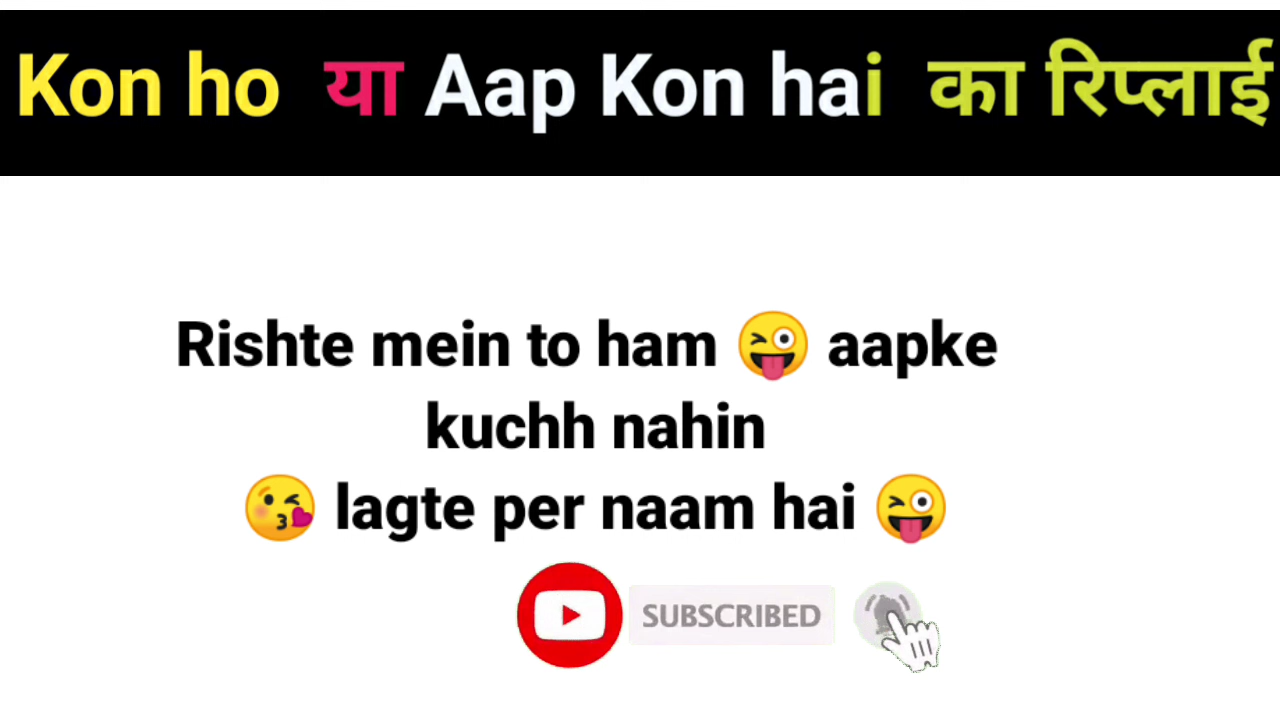 Kon ho या Aap Kon hai का रिप्लाई
Rishte mein to ham 😜 aapke
kuchh nahin
😘 lagte per naam hai 😜
SUBSCRIBED